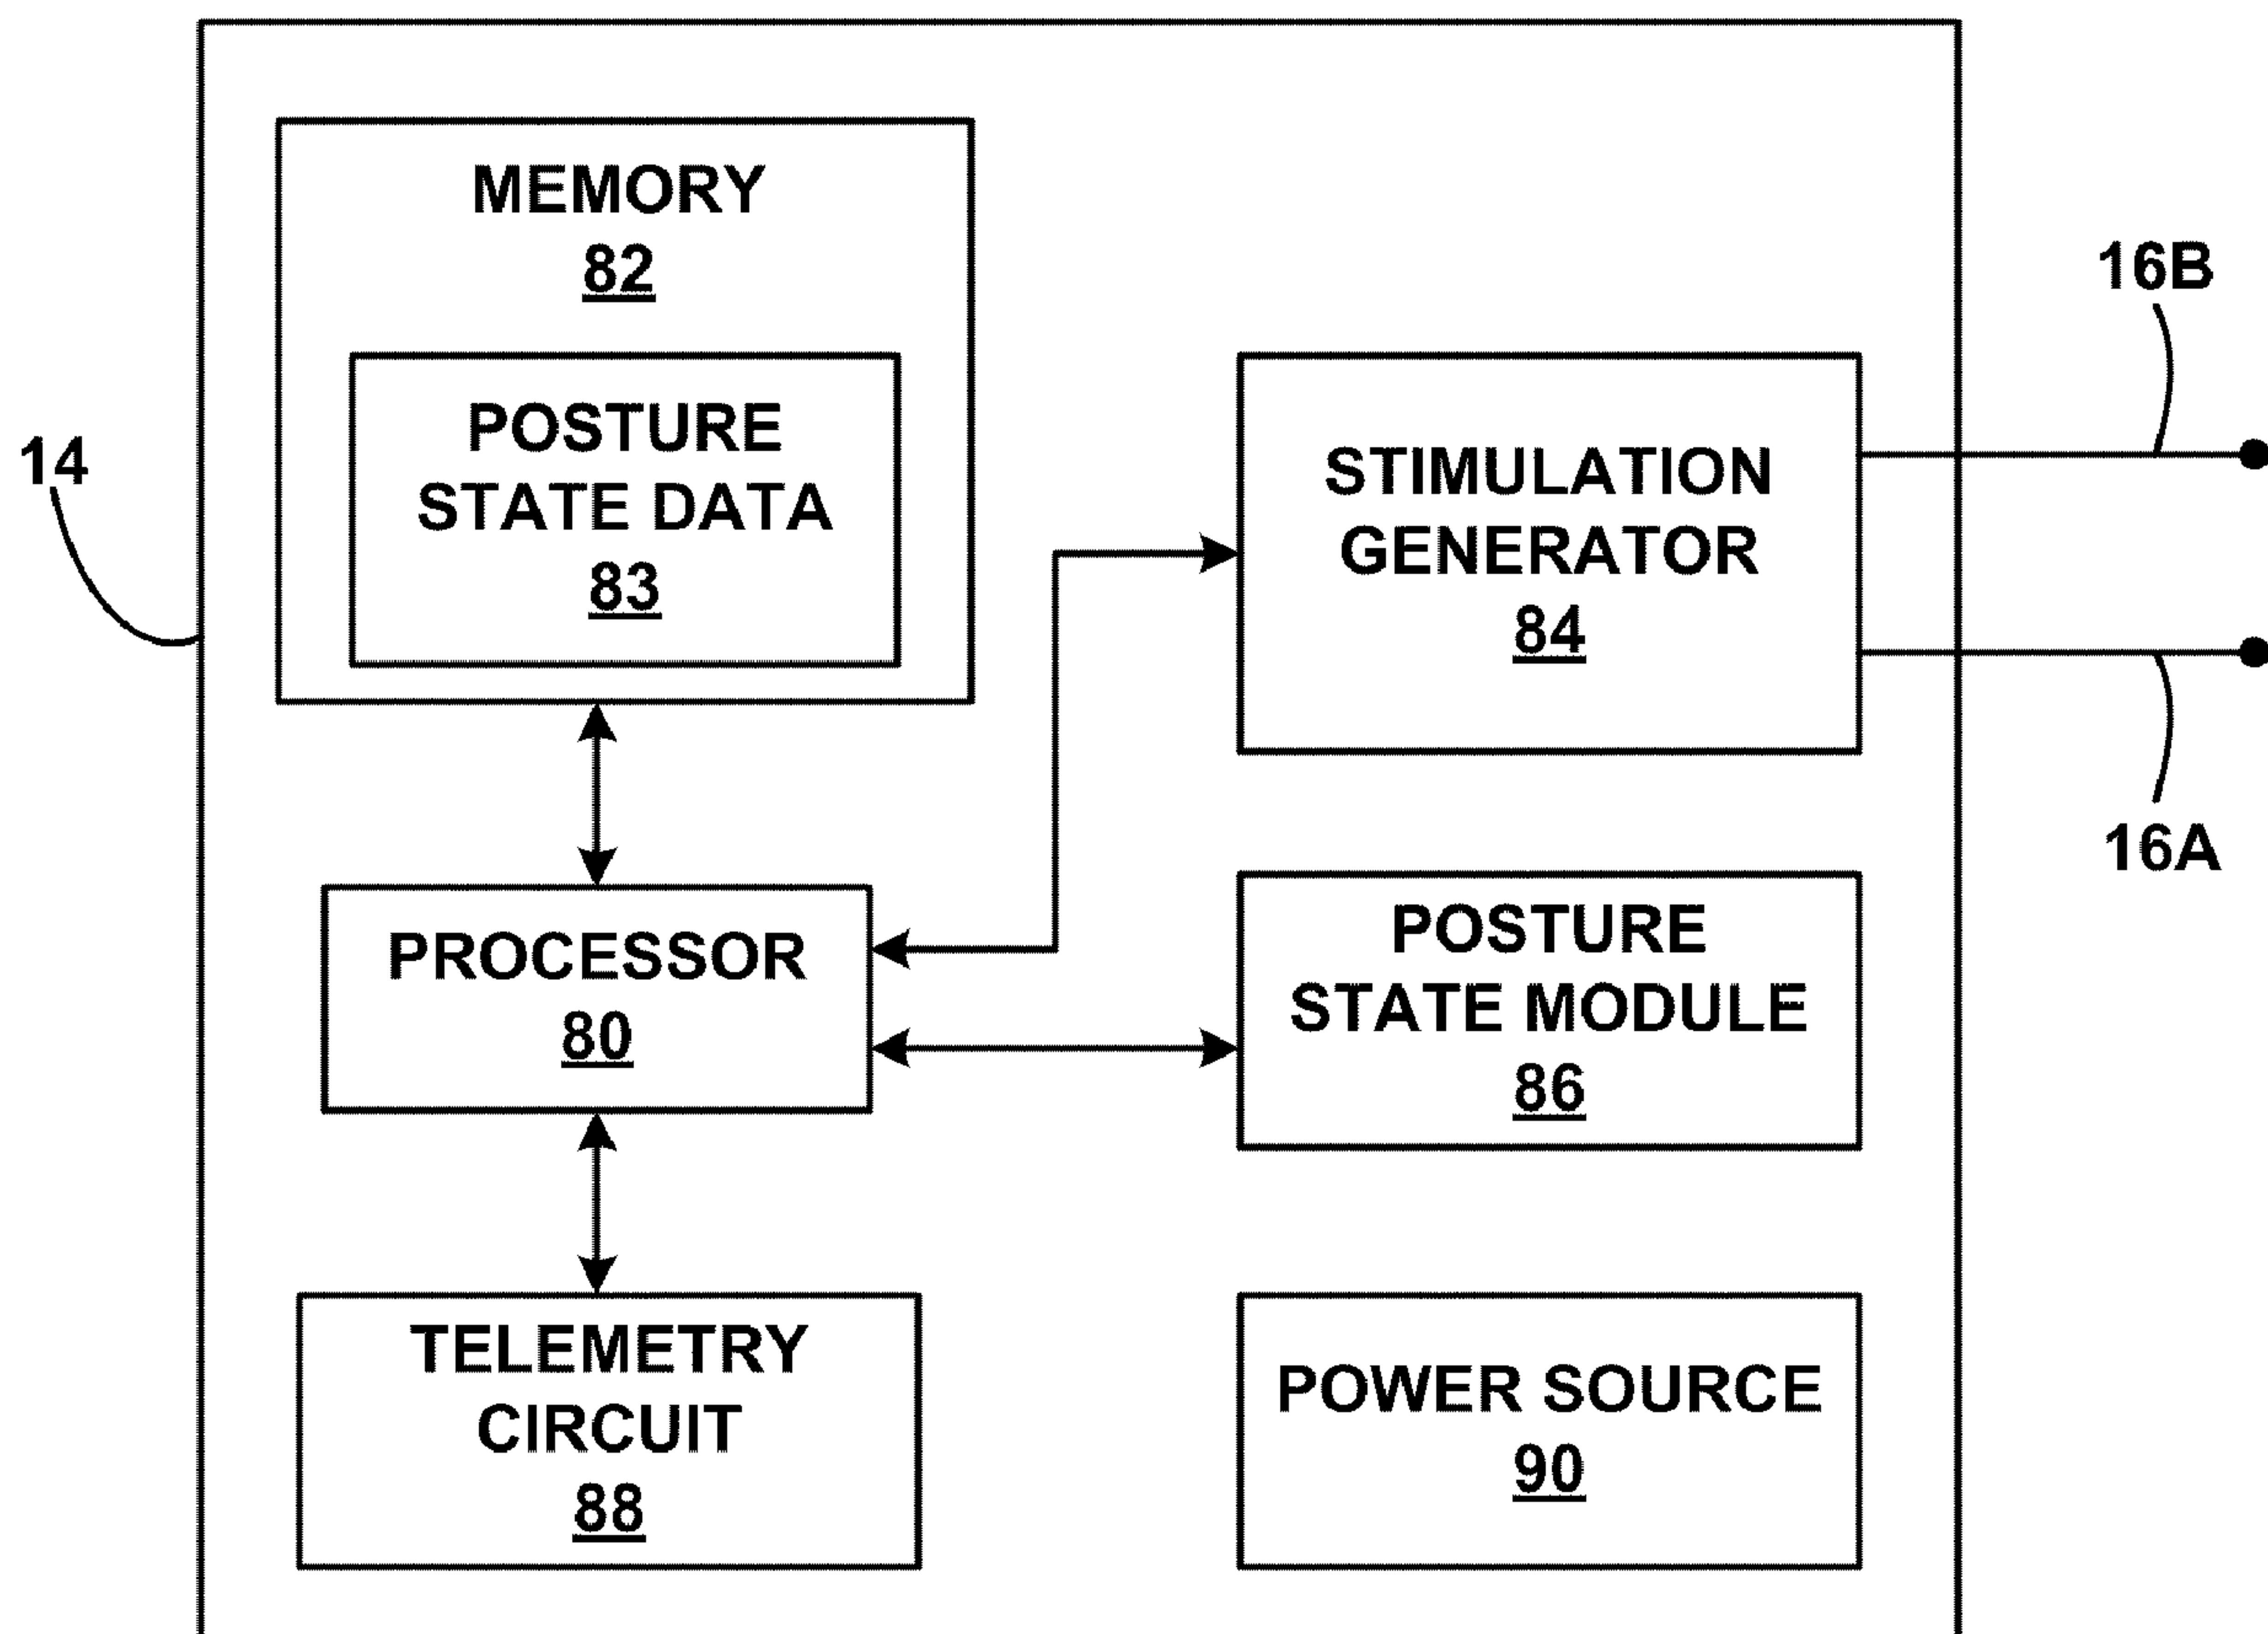 MEMORY
82
POSTURE
STATE DATA
83
14
STIMULATION
GENERATOR
84
16B
16A
PROCESSOR
80
POSTURE
STATE MODULE
86
TELEMETRY
CIRCUIT
88
POWER SOURCE
90